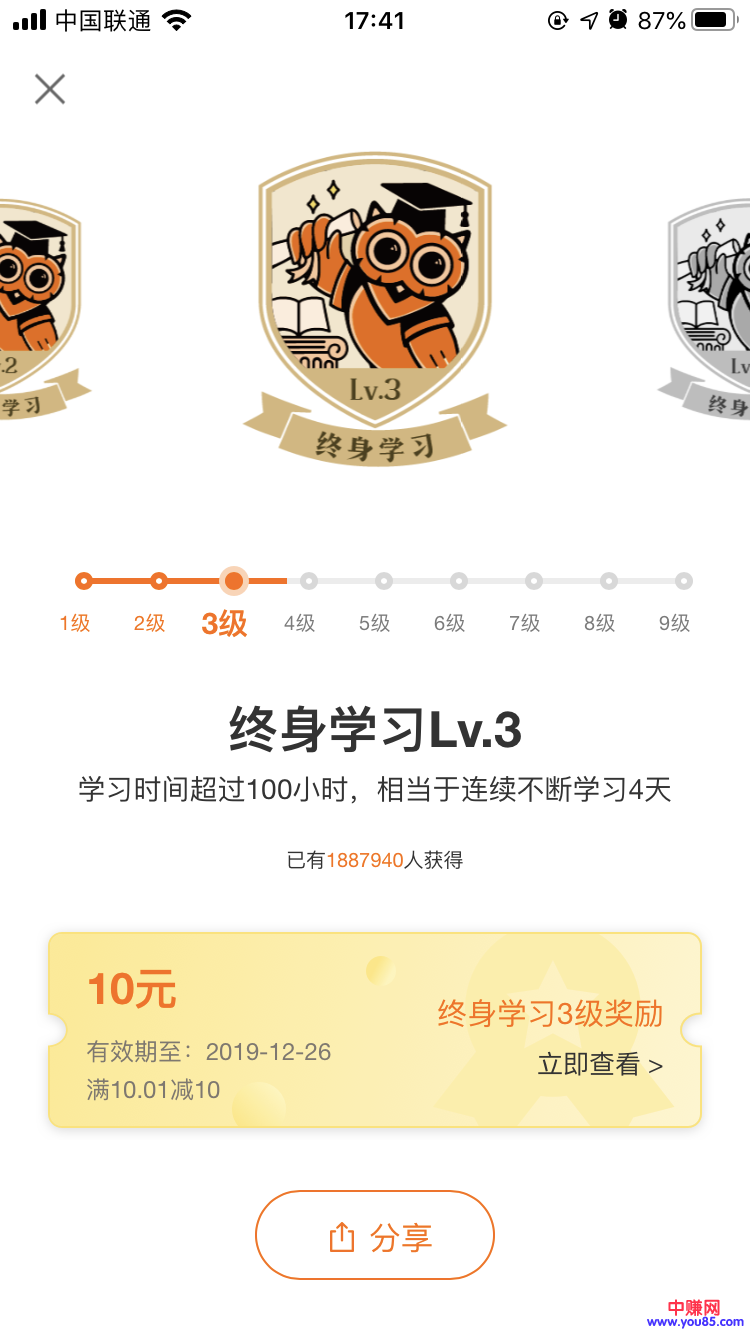 中国联通 17:41 87%
.2
学习
Lv.3
终身学习
Lv
终身
1级 2级 3级 4级 5级 6级 7级 8级 9级
终身学习Lv.3
学习时间超过100小时，相当于连续不断学习4天
已有1887940人获得
10元
终身学习3级奖励
有效期至：2019-12-26
立即查看 >
满10.01减10
分享
中赚网
www.you85.com